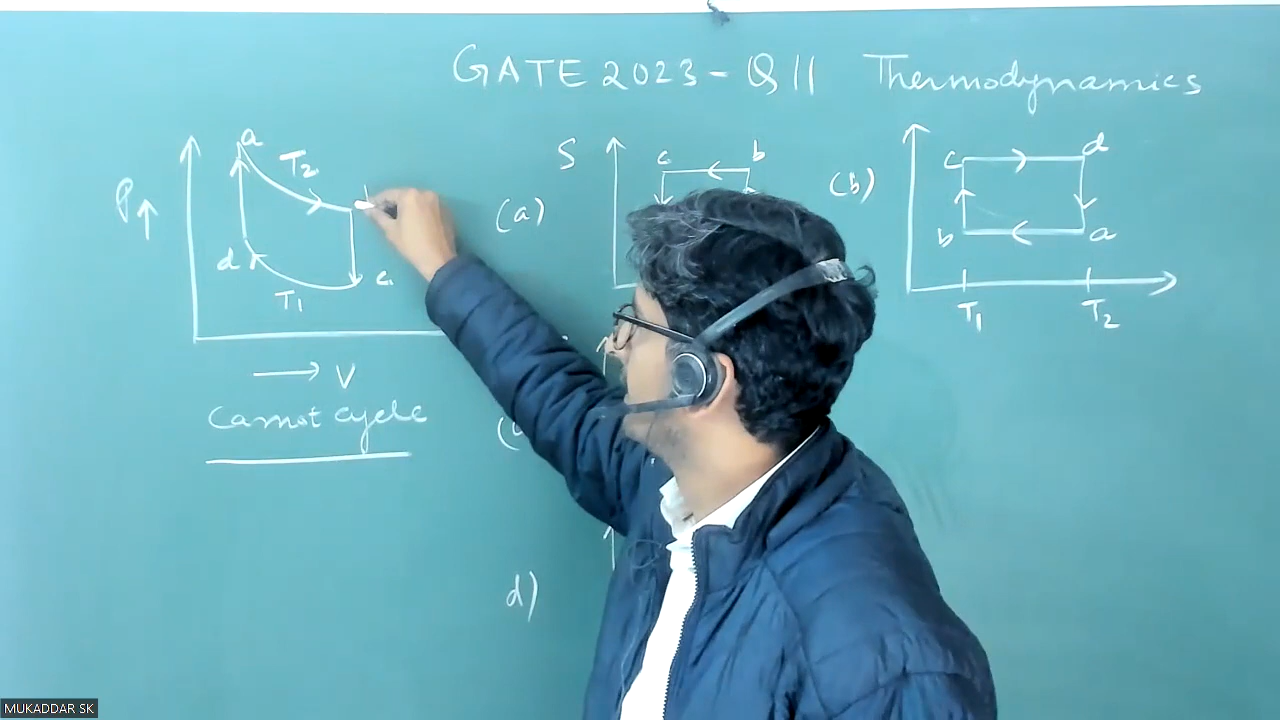 GATE 2023 - Q11 Thermodynamics
P↑
a
T2
d
T1
c
→ V
Carnot cycle
(a)
S
c
b
(b)
c
d
b
a
T1
T2
d)
MUKADDAR SK